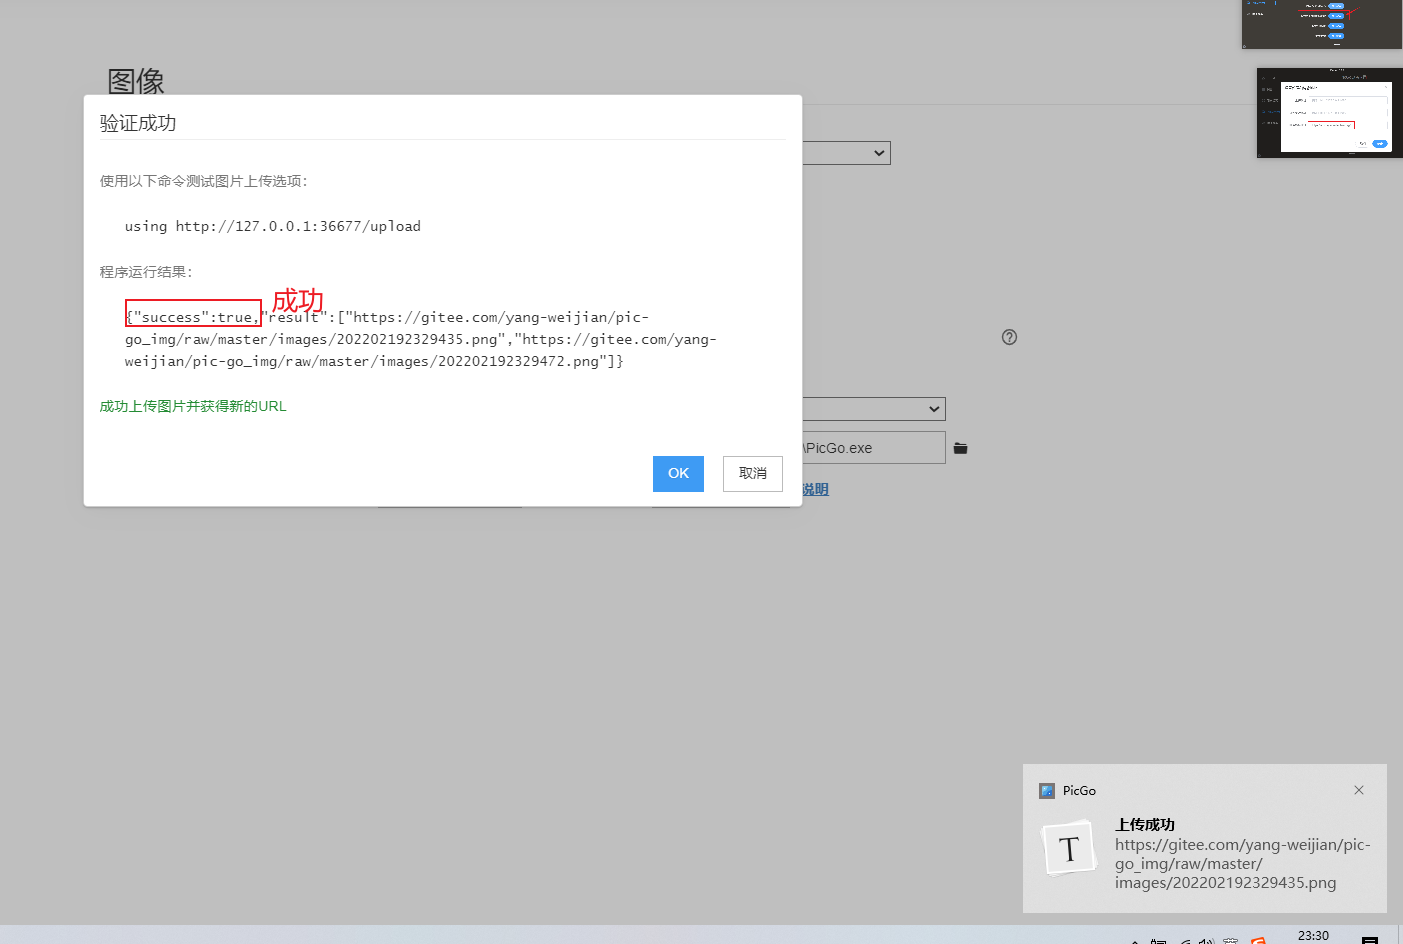 图像
验证成功
使用以下命令测试图片上传选项：
using http://127.0.0.1:36677/upload
程序运行结果：
成功
{"success":true,"result":["https://gitee.com/yang-weijian/pic-
go_img/raw/master/images/202202192329435.png","https://gitee.com/yang-
weijian/pic-go_img/raw/master/images/202202192329472.png"]}
成功上传图片并获得新的URL
\PicGo.exe
OK
取消
说明
PicGo
T
上传成功
https://gitee.com/yang-weijian/pic-
go_img/raw/master/
images/202202192329435.png
23:30